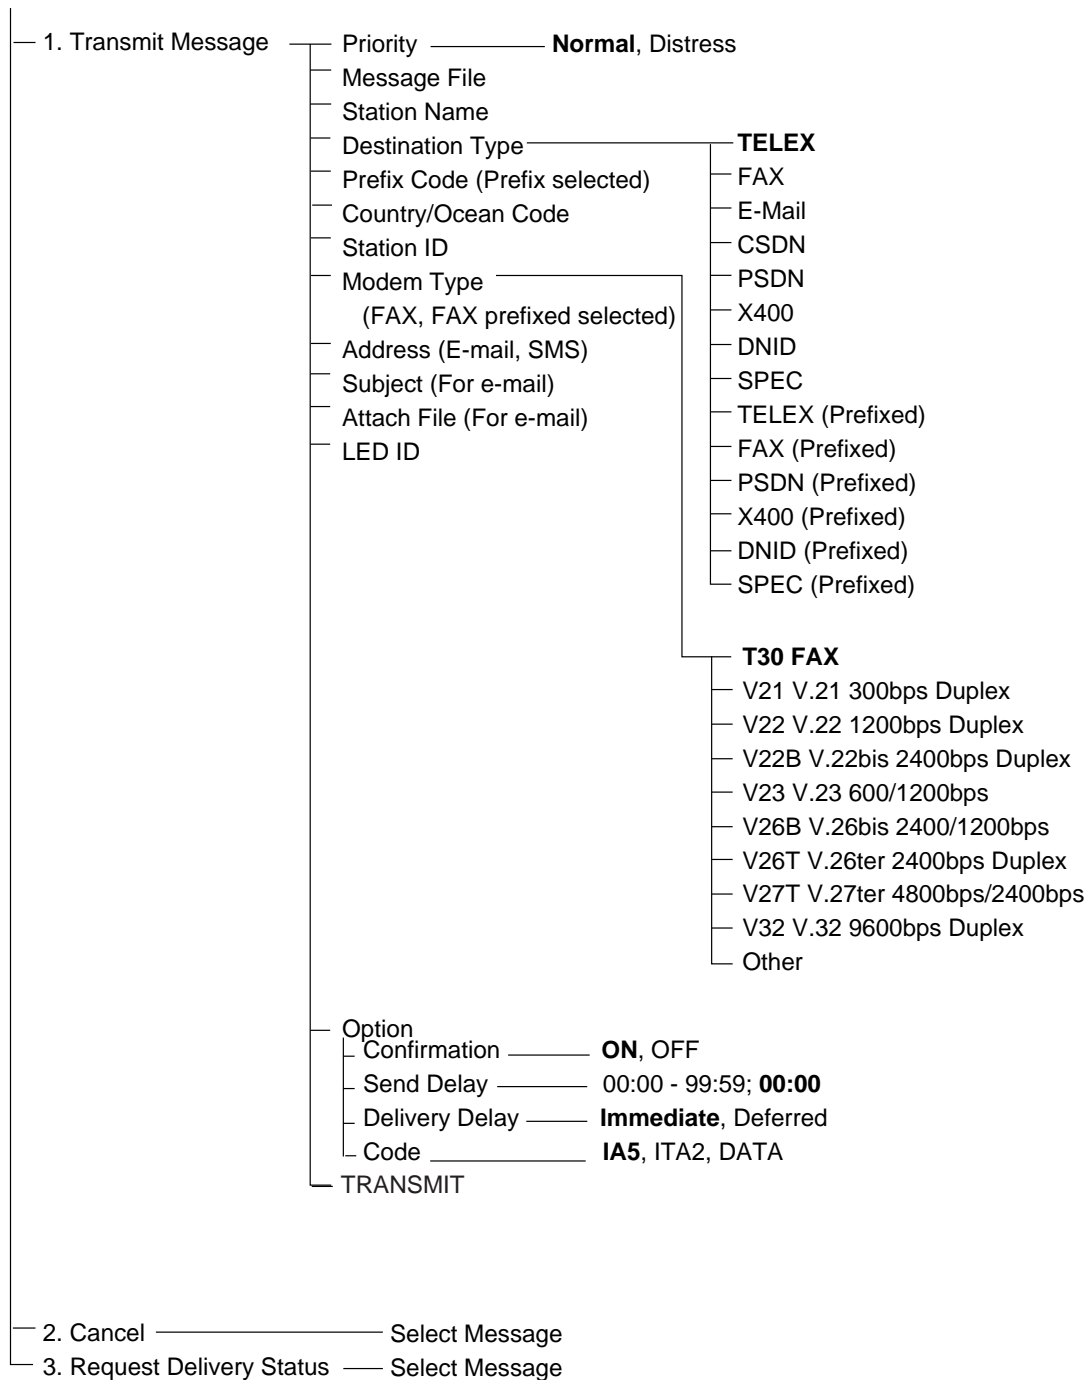 1. Transmit Message
Priority
Normal, Distress
Message File
Station Name
Destination Type
Prefix Code (Prefix selected)
Country/Ocean Code
Station ID
Modem Type
(FAX, FAX prefixed selected)
Address (E-mail, SMS)
Subject (For e-mail)
Attach File (For e-mail)
LED ID
TELEX
FAX
E-Mail
CSDN
PSDN
X400
DNID
SPEC
TELEX (Prefixed)
FAX (Prefixed)
PSDN (Prefixed)
X400 (Prefixed)
DNID (Prefixed)
SPEC (Prefixed)
T30 FAX
V21 V.21 300bps Duplex
V22 V.22 1200bps Duplex
V22B V.22bis 2400bps Duplex
V23 V.23 600/1200bps
V26B V.26bis 2400/1200bps
V26T V.26ter 2400bps Duplex
V27T V.27ter 4800bps/2400bps
V32 V.32 9600bps Duplex
Other
Option
Confirmation
ON, OFF
Send Delay
00:00 - 99:59; 00:00
Delivery Delay
Immediate, Deferred
Code
IA5, ITA2, DATA
TRANSMIT
2. Cancel
Select Message
3. Request Delivery Status
Select Message